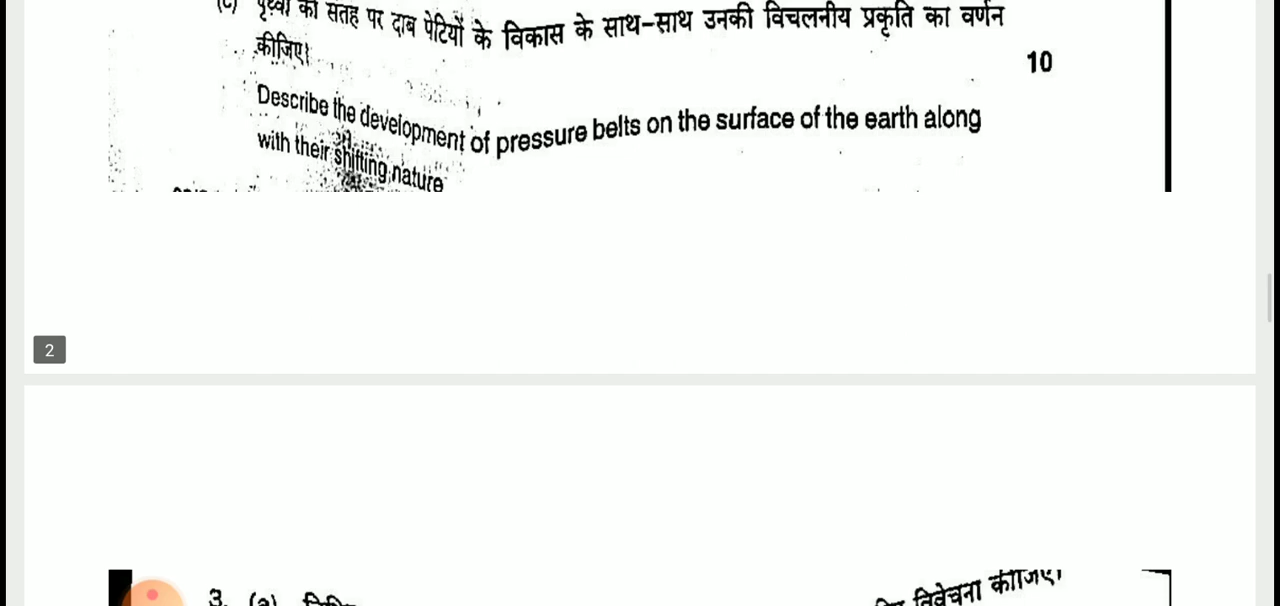 (c) पृथ्वी की सतह पर दाब पेटियों के विकास के साथ-साथ उनकी विचलनीय प्रकृति का वर्णन
कीजिए।
10
Describe the development of pressure belts on the surface of the earth along
with their shifting nature
2
विवेचना कीजिए।
3. (a)